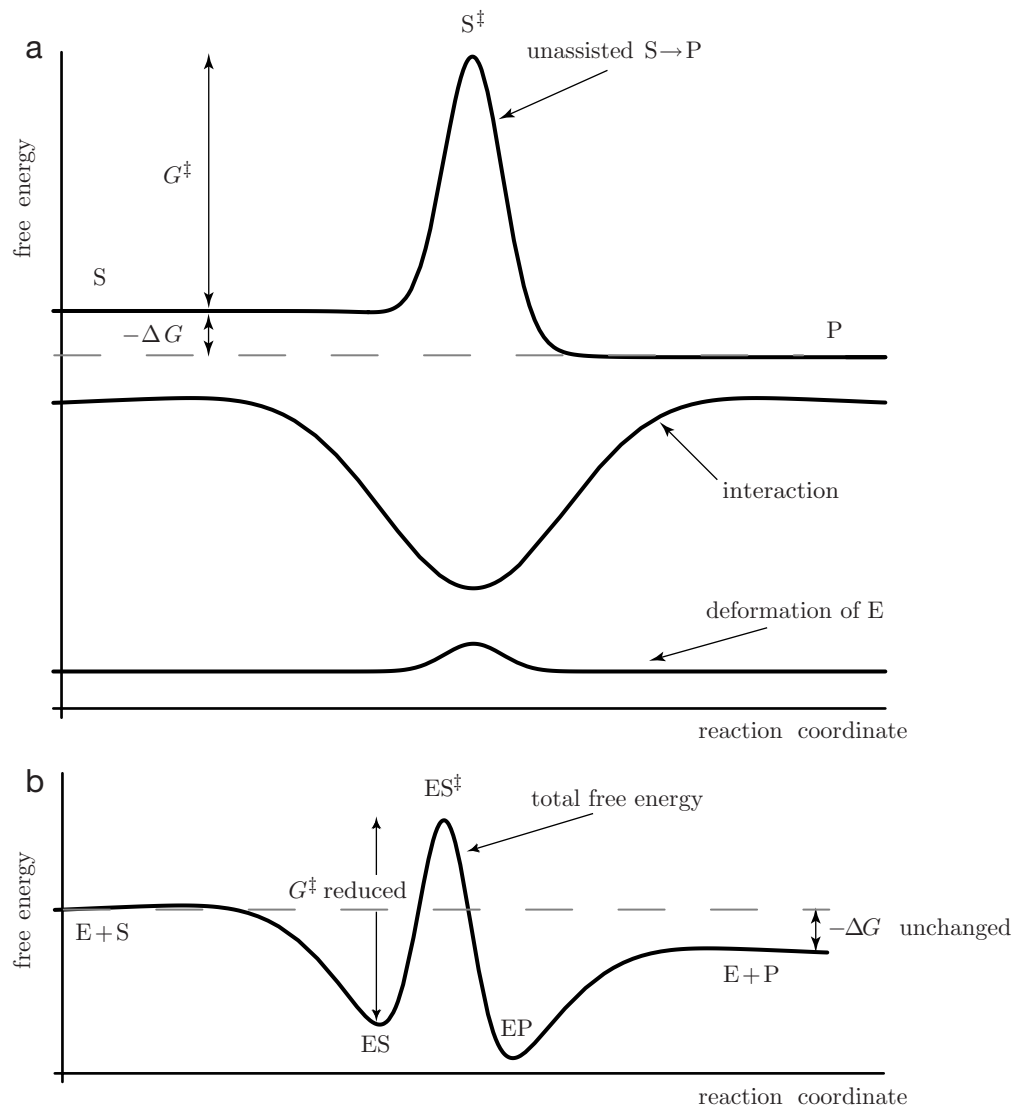 a
S‡
unassisted S→P
free energy
G‡
S
−ΔG
P
interaction
deformation of E
reaction coordinate
b
ES‡
total free energy
free energy
G‡ reduced
E+S
−ΔG unchanged
E+P
EP
ES
reaction coordinate